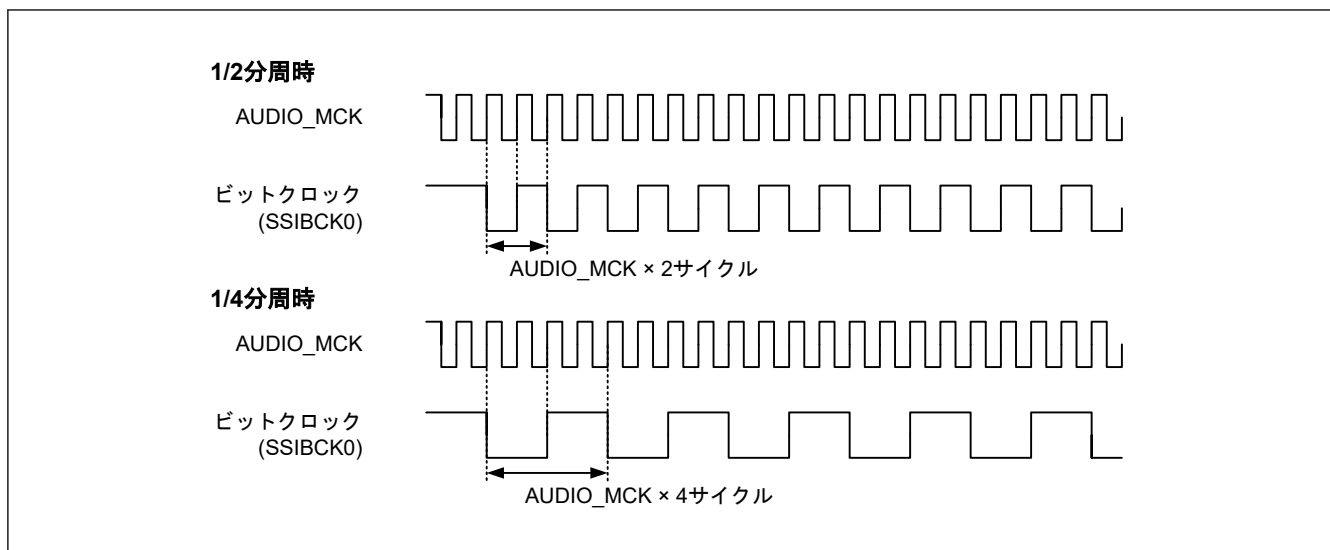 1/2分周時
AUDIO_MCK
ビットクロック
(SSIBCK0)
AUDIO_MCK × 2サイクル
1/4分周時
AUDIO_MCK
ビットクロック
(SSIBCK0)
AUDIO_MCK × 4サイクル